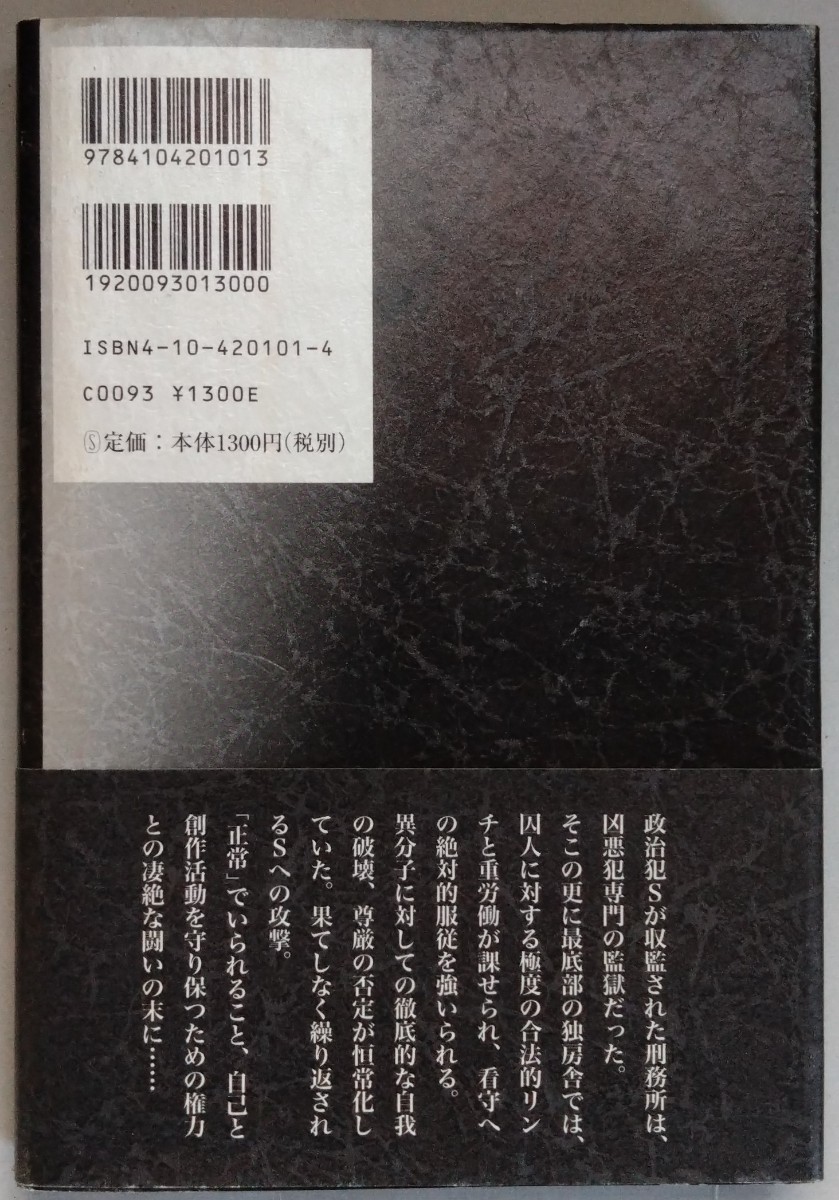 9784104201013
1920093013000
ISBN4-10-420101-4
C0093 ¥1300E
Ⓢ定価：本体1300円(税別)
政治犯Sが収監された刑務所は、
凶悪犯専門の監獄だった。
そこの更に最底部の独房舎では、
囚人に対する極度の合法的リン
チと重労働が課せられ、看守へ
の絶対的服従を強いられる。
異分子に対しての徹底的な自我
の破壊、尊厳の否定が恒常化し
ていた。果てしなく繰り返され
るSへの攻撃。
「正常」でいられること、自己と
創作活動を守り保つための権力
との凄絶な闘いの末に……